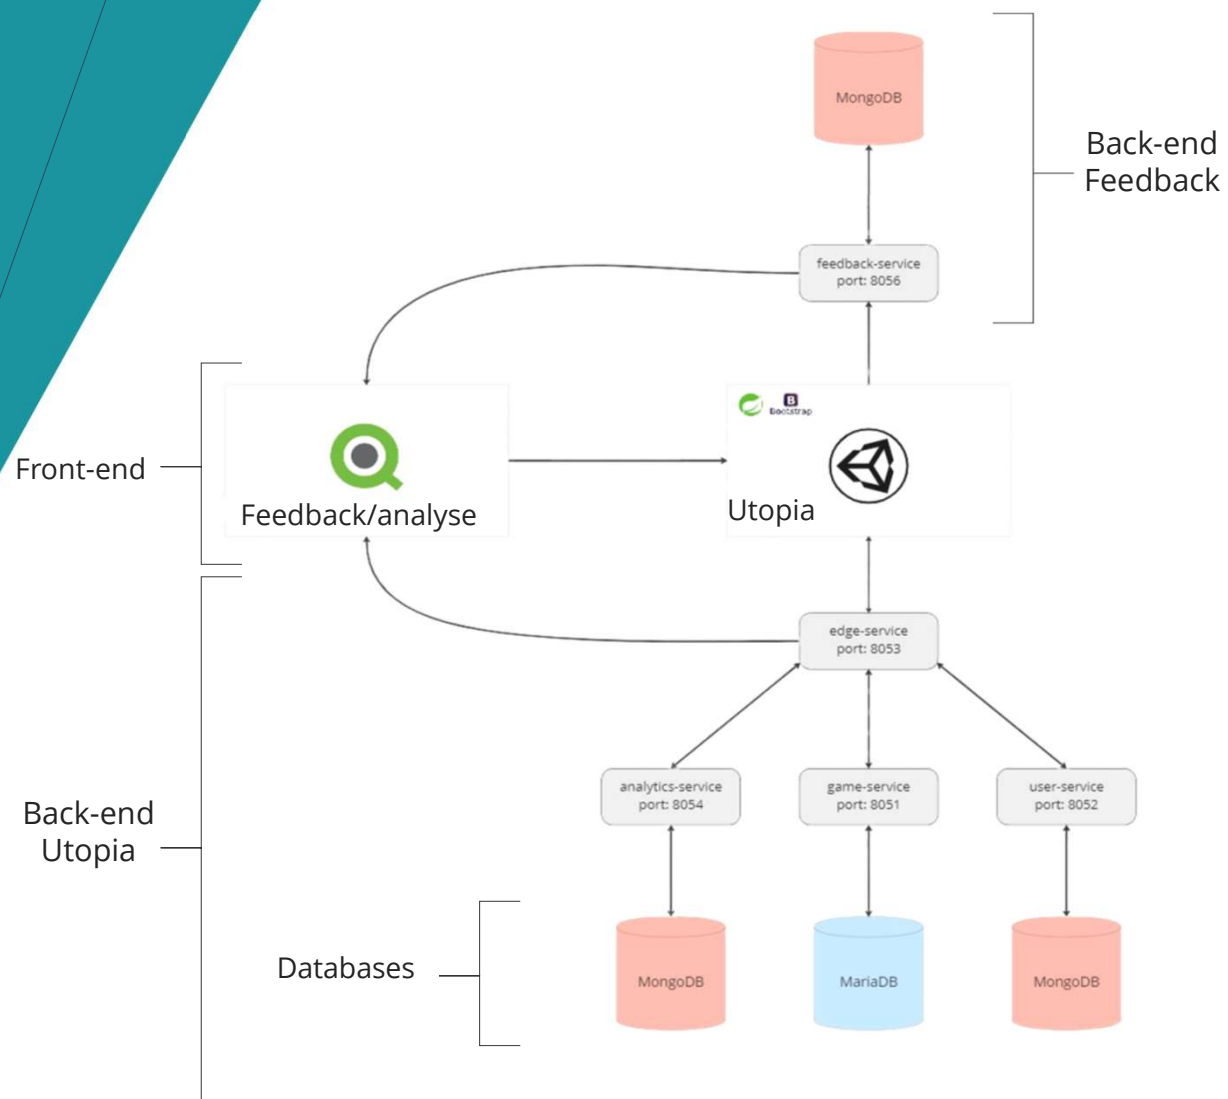 MongoDB
Back-end
Feedback
feedback-service
port: 8056
B
Bootstrap
Front-end
Feedback/analyse
Utopia
edge-service
port: 8053
analytics-service
port: 8054
game-service
port: 8051
user-service
port: 8052
Back-end
Utopia
Databases
MongoDB
MariaDB
MongoDB